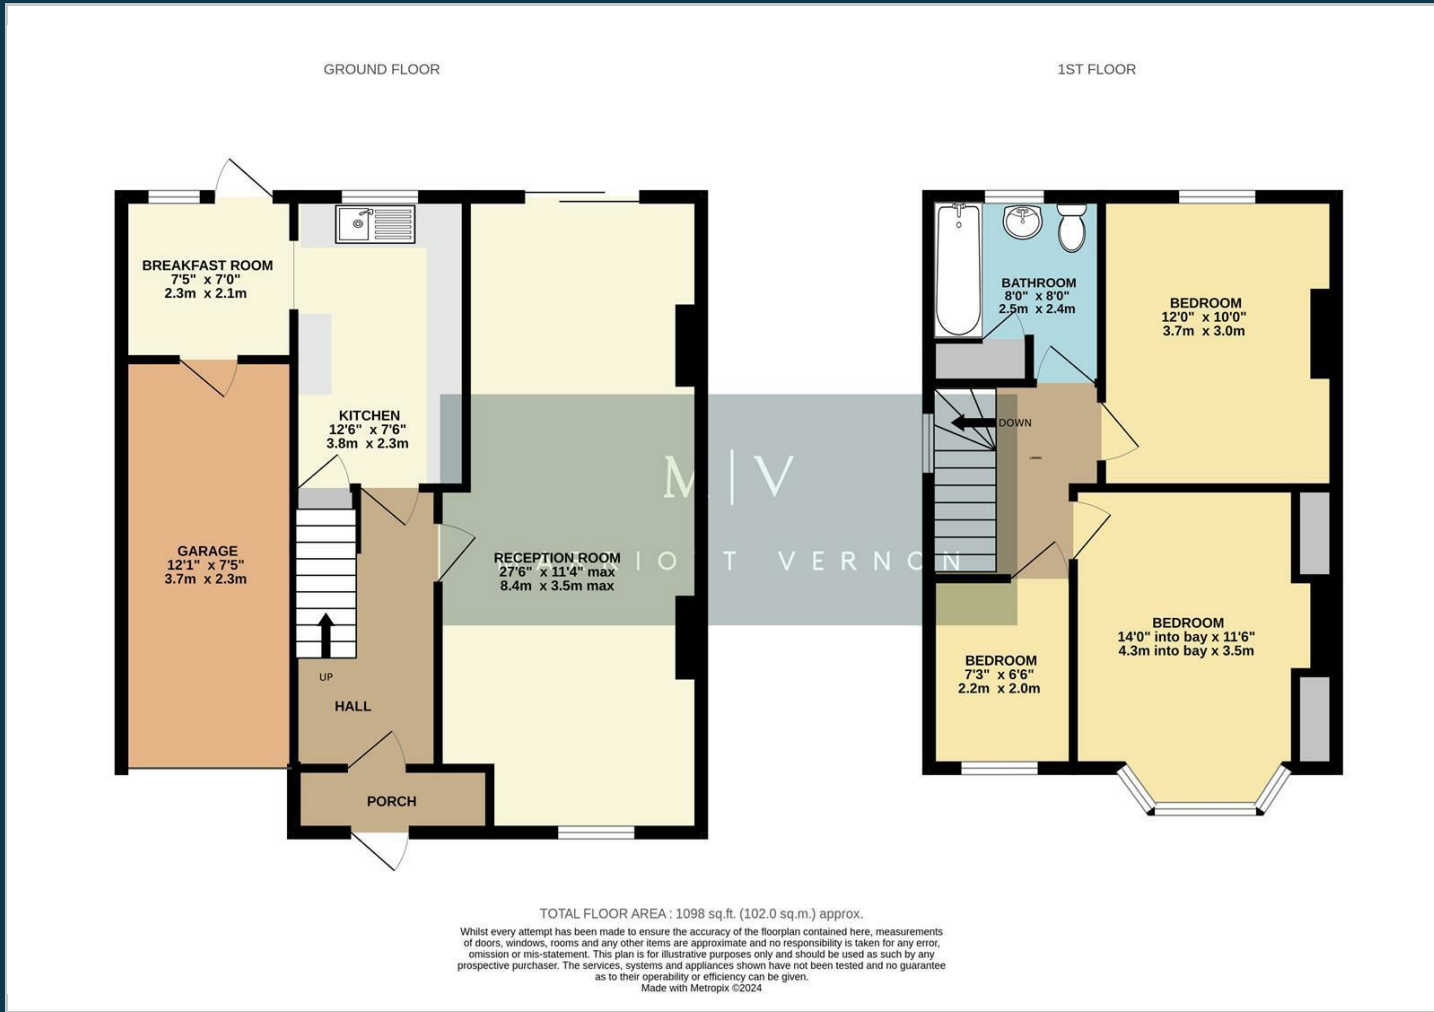 GROUND FLOOR
1ST FLOOR
BREAKFAST ROOM
7'5" x 7'0"
2.3m x 2.1m
KITCHEN
12'6" x 7'6"
3.8m x 2.3m
GARAGE
12'1" x 7'5"
3.7m x 2.3m
RECEPTION ROOM
27'6" x 11'4" max
8.4m x 3.5m max
UP
HALL
PORCH
BATHROOM
8'0" x 8'0"
2.5m x 2.4m
BEDROOM
12'0" x 10'0"
3.7m x 3.0m
DOWN
BEDROOM
14'0" into bay x 11'6"
4.3m into bay x 3.5m
BEDROOM
7'3" x 6'6"
2.2m x 2.0m
M|V
MARRIOTT VERNON
TOTAL FLOOR AREA : 1098 sq.ft. (102.0 sq.m.) approx.
Whilst every attempt has been made to ensure the accuracy of the floorplan contained here, measurements
of doors, windows, rooms and any other items are approximate and no responsibility is taken for any error,
omission or mis-statement. This plan is for illustrative purposes only and should be used as such by any
prospective purchaser. The services, systems and appliances shown have not been tested and no guarantee
as to their operability or efficiency can be given.
Made with Metropix ©2024